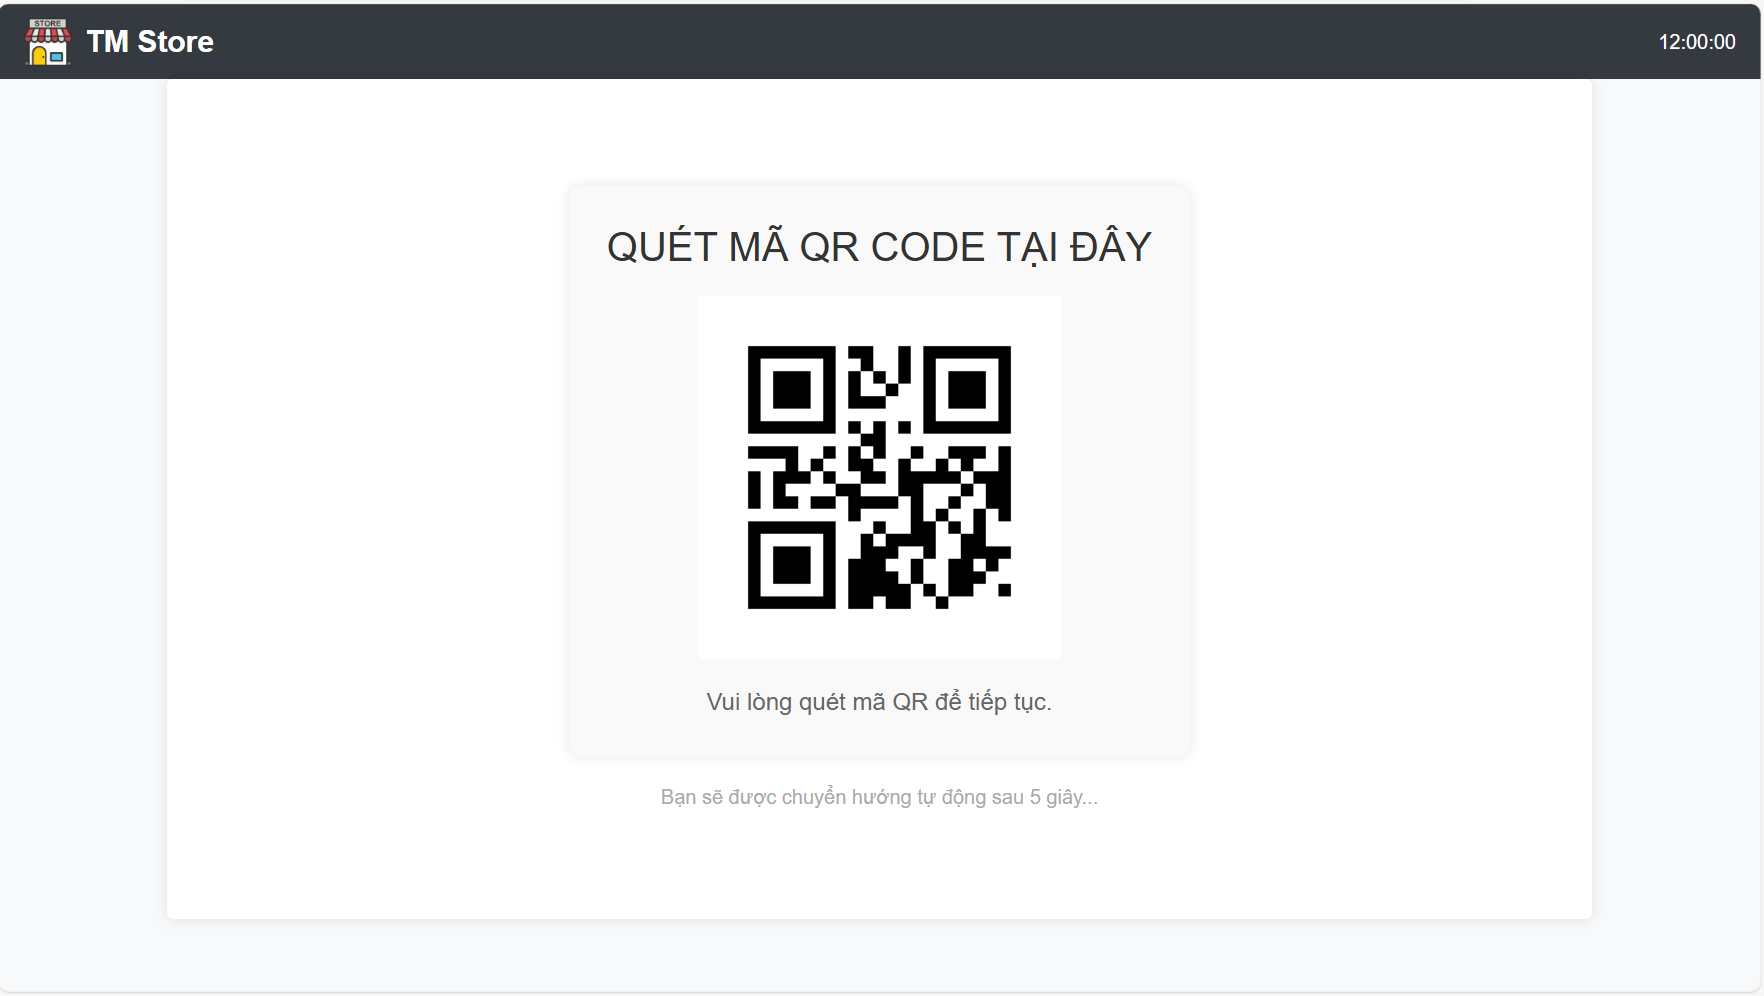 STORE
TM Store
12:00:00
QUÉT MÃ QR CODE TẠI ĐÂY
Vui lòng quét mã QR để tiếp tục.
Bạn sẽ được chuyển hướng tự động sau 5 giây...